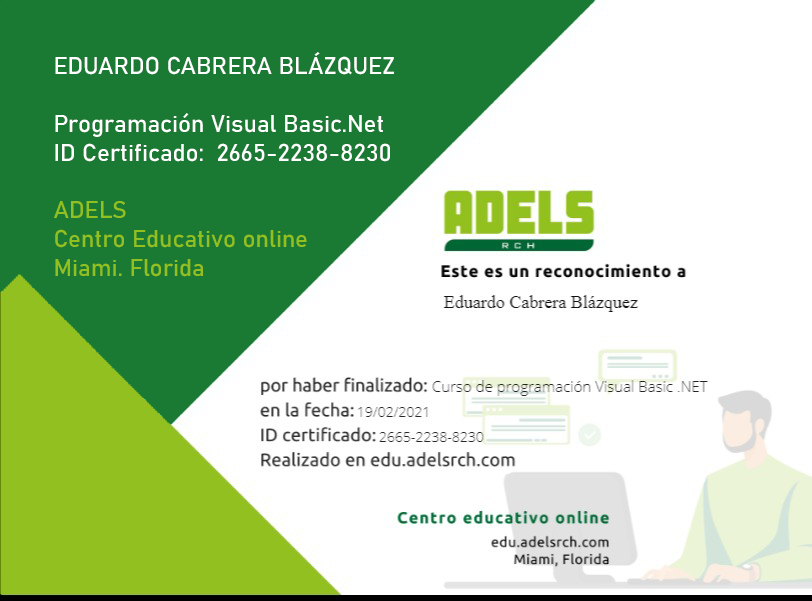 EDUARDO CABRERA BLÁZQUEZ
Programación Visual Basic.Net
ID Certificado: 2665-2238-8230
ADELS
Centro Educativo online
Miami. Florida
ADELS
RCH
Este es un reconocimiento a
Eduardo Cabrera Blázquez
por haber finalizado: Curso de programación Visual Basic .NET
en la fecha: 19/02/2021
ID certificado: 2665-2238-8230
Realizado en edu.adelsrch.com
Centro educativo online
edu.adelsrch.com
Miami, Florida